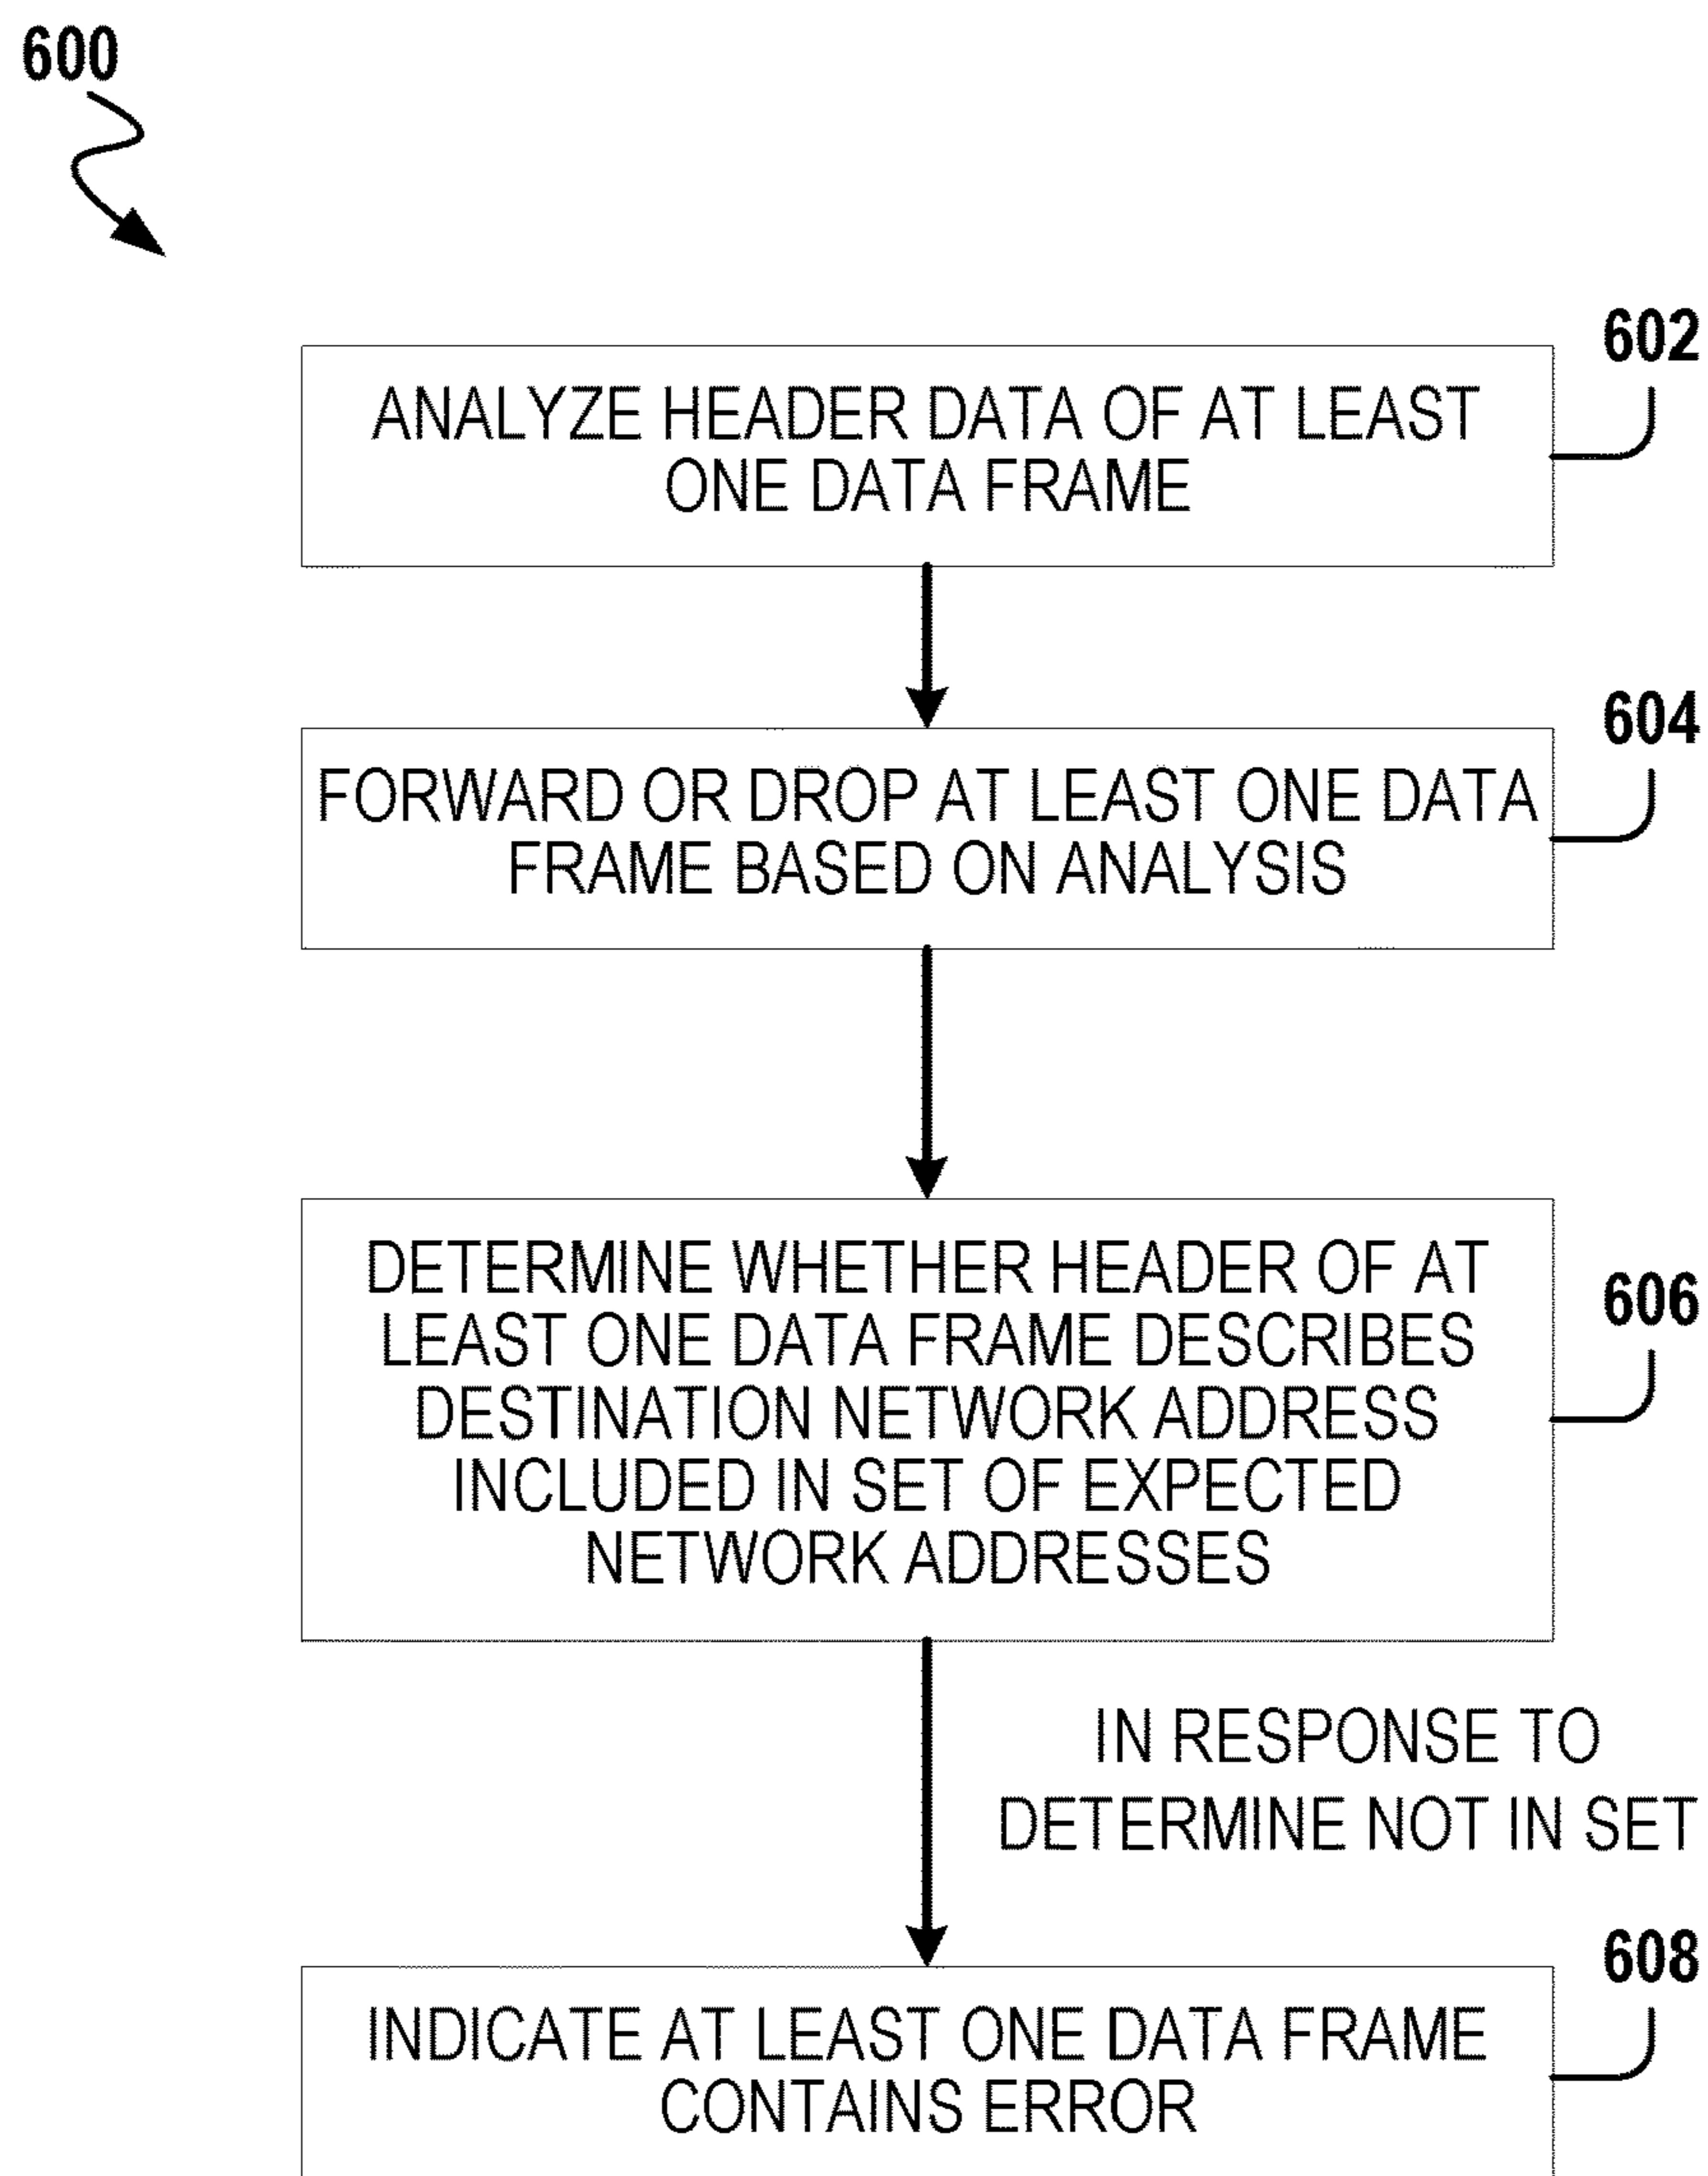 600
602
ANALYZE HEADER DATA OF AT LEAST
ONE DATA FRAME
604
FORWARD OR DROP AT LEAST ONE DATA
FRAME BASED ON ANALYSIS
606
DETERMINE WHETHER HEADER OF AT
LEAST ONE DATA FRAME DESCRIBES
DESTINATION NETWORK ADDRESS
INCLUDED IN SET OF EXPECTED
NETWORK ADDRESSES
IN RESPONSE TO
DETERMINE NOT IN SET
608
INDICATE AT LEAST ONE DATA FRAME
CONTAINS ERROR